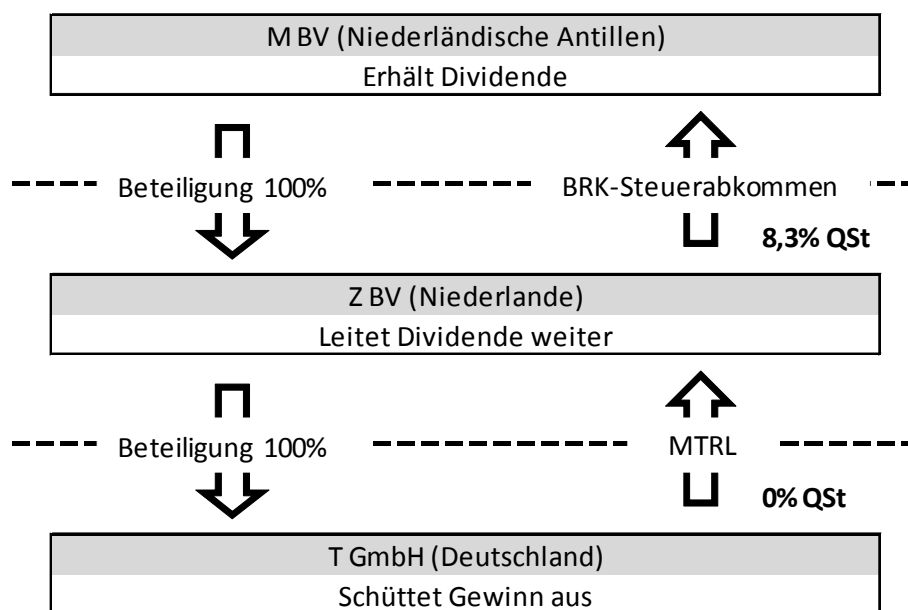 M BV (Niederländische Antillen)
Erhält Dividende
Beteiligung 100%
BRK-Steuerabkommen
8,3% QSt
Z BV (Niederlande)
Leitet Dividende weiter
Beteiligung 100%
MTRL
0% QSt
T GmbH (Deutschland)
Schüttet Gewinn aus